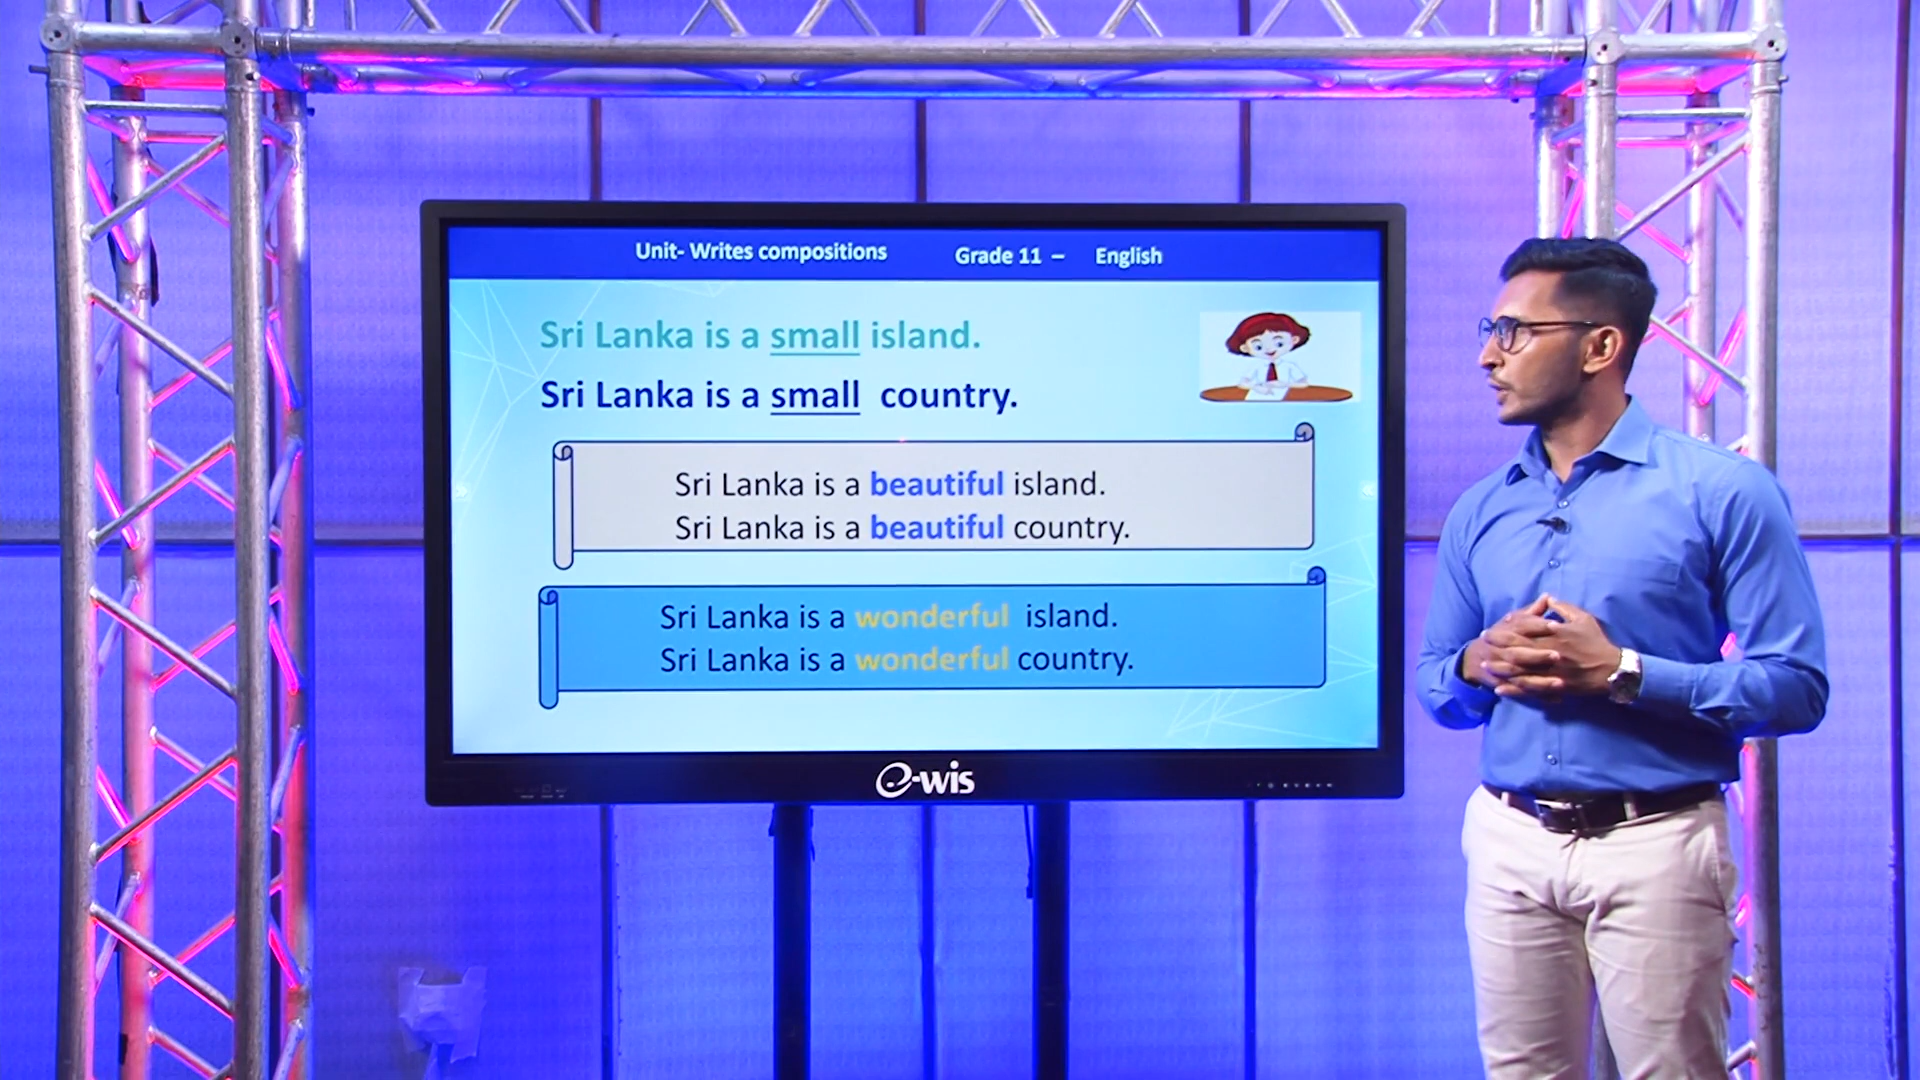 Unit- Writes compositions Grade 11 – English
Sri Lanka is a small island.
Sri Lanka is a small country.
Sri Lanka is a beautiful island.
Sri Lanka is a beautiful country.
Sri Lanka is a wonderful island.
Sri Lanka is a wonderful country.
e-wis